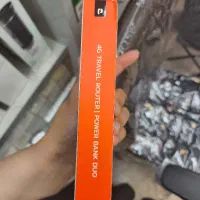 4G TRAVEL ROUTER | POWER BANK DUO